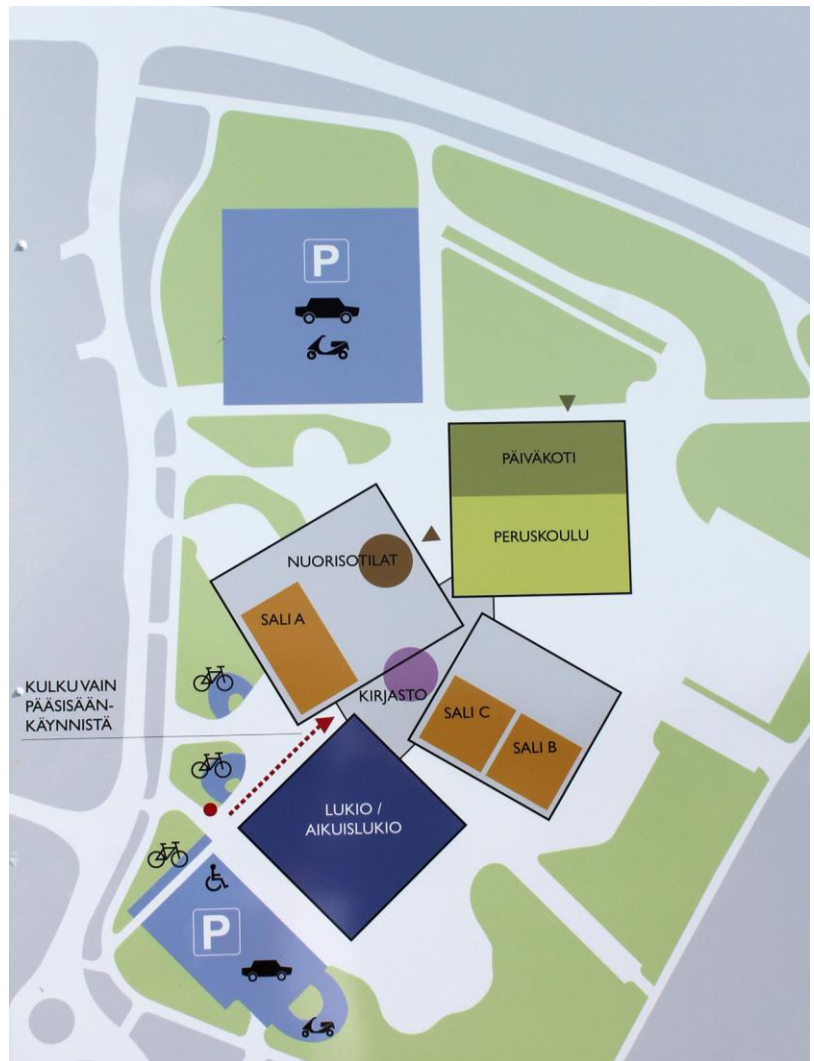 P
PÄIVÄKOTI
PERUSKOULU
NUORISOTILAT
SALI A
KULKU VAIN
PÄÄSISÄÄN-
KÄYNNISTÄ
KIRJASTO
SALI C
SALI B
LUKIO /
AIKUISLUKIO
P